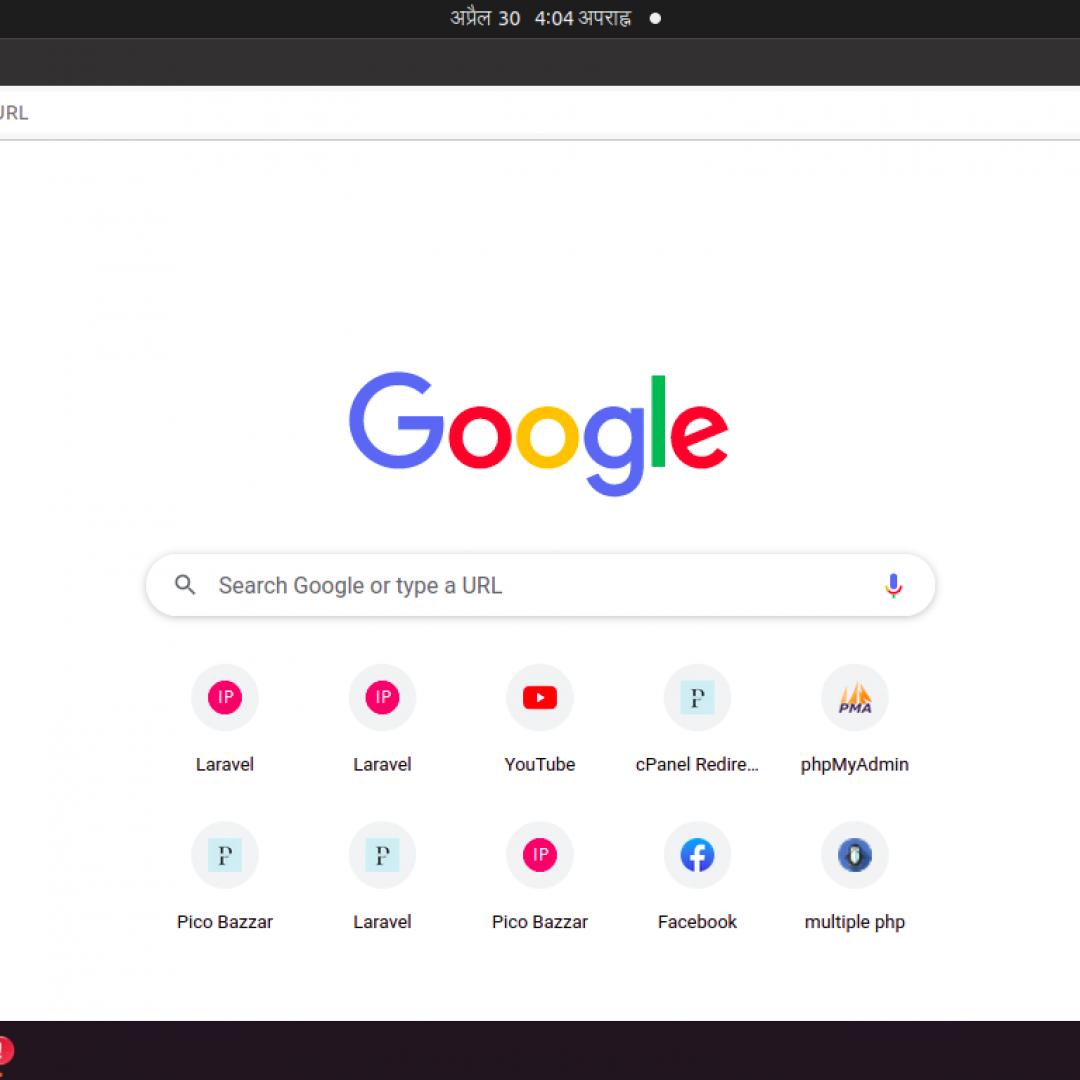 अप्रैल 30 4:04 अपराह्न
URL
Google
Search Google or type a URL
IP IP P PMA
Laravel Laravel YouTube cPanel Redire... phpMyAdmin
P P IP
Pico Bazzar Laravel Pico Bazzar Facebook multiple php